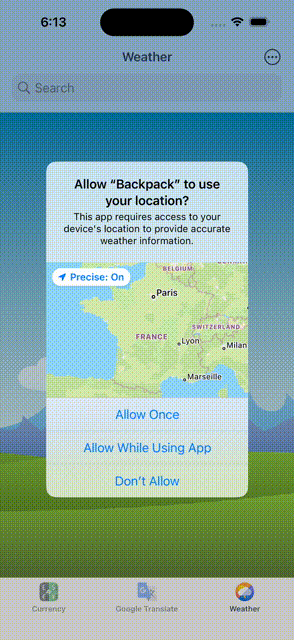 6:13
Weather
Search
Allow “Backpack” to use
your location?
This app requires access to your
device's location to provide accurate
weather information.
Precise: On
BELGIUM
Paris
FRANCE
SWITZERLAND
Lyon
Milan
Marseille
Allow Once
Allow While Using App
Don’t Allow
Currency
Google Translate
Weather